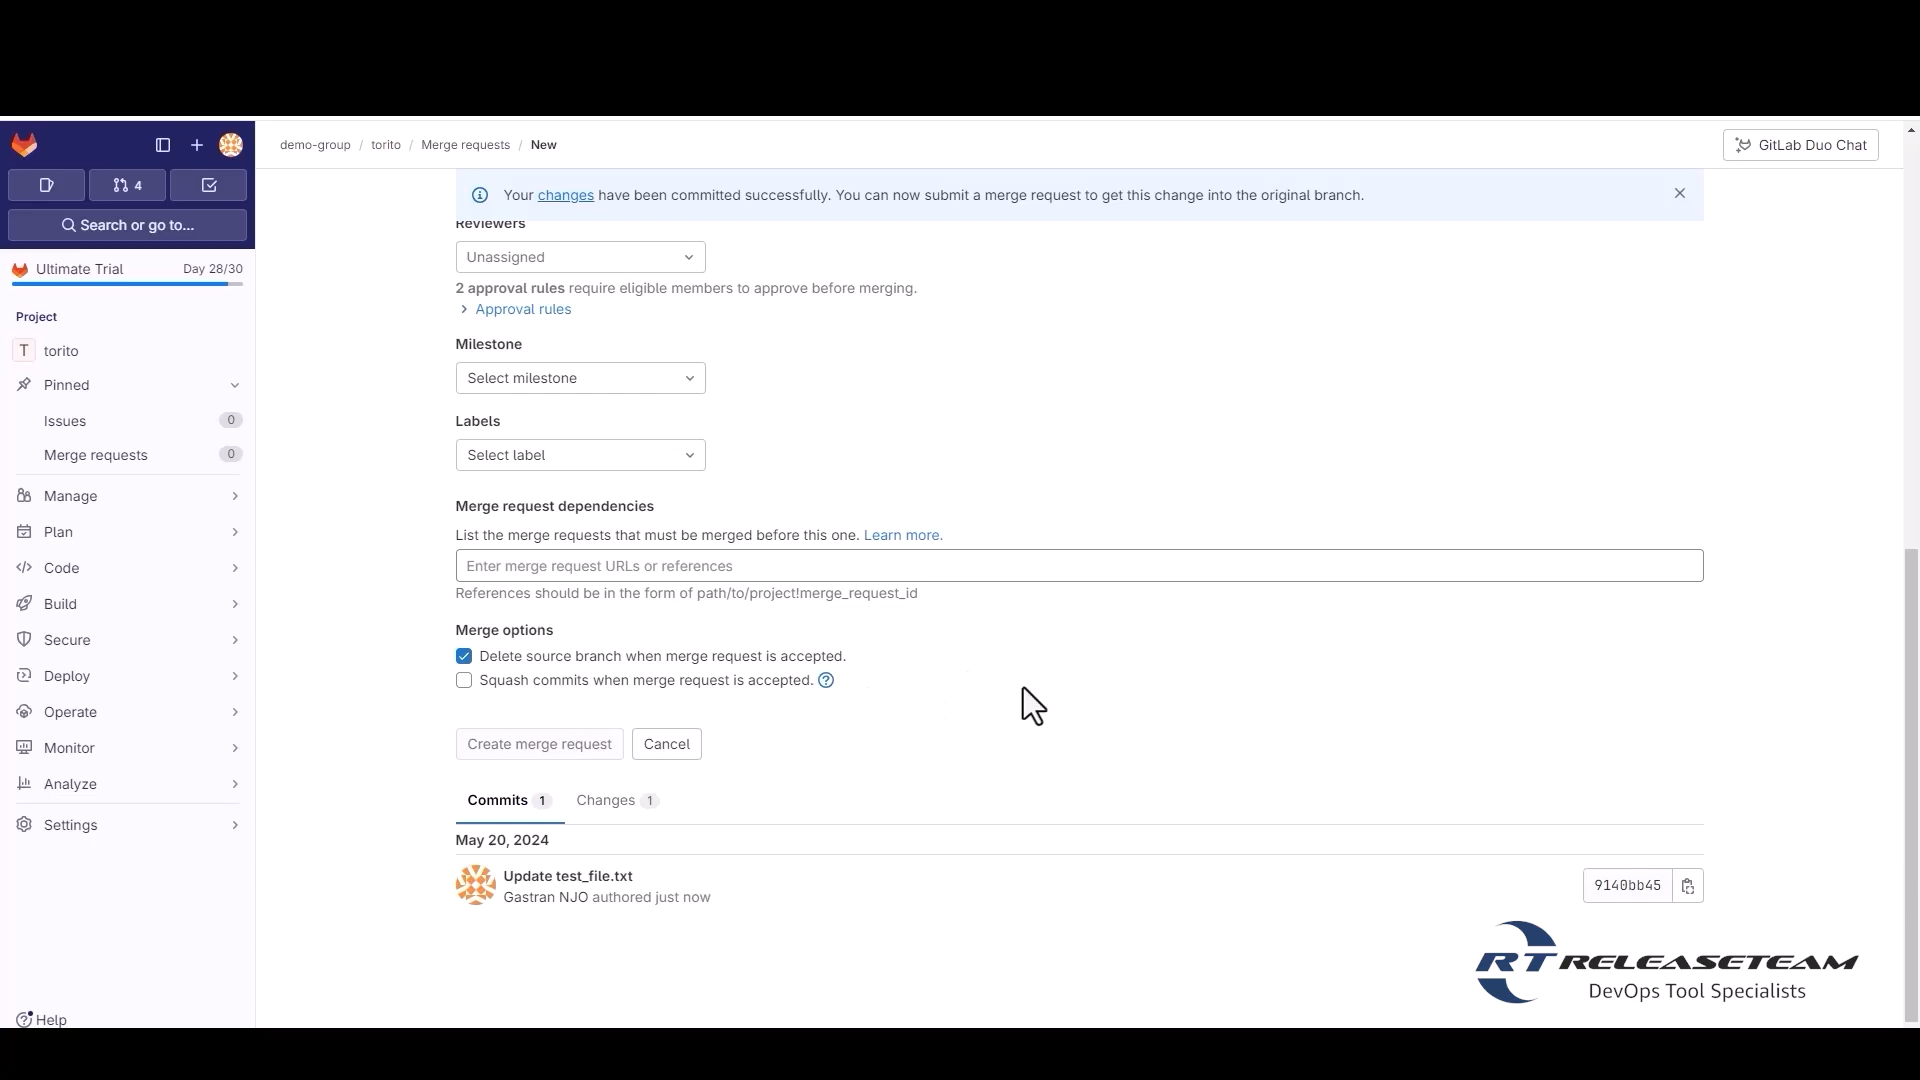 demo-group / torito / Merge requests / New
GitLab Duo Chat
4
Search or go to...
Ultimate Trial Day 28/30
Project
T torito
Pinned
Issues 0
Merge requests 0
Manage
Plan
Code
Build
Secure
Deploy
Operate
Monitor
Analyze
Settings
Help
Your changes have been committed successfully. You can now submit a merge request to get this change into the original branch.
Reviewers
Unassigned
2 approval rules require eligible members to approve before merging.
Approval rules
Milestone
Select milestone
Labels
Select label
Merge request dependencies
List the merge requests that must be merged before this one. Learn more.
Enter merge request URLs or references
References should be in the form of path/to/project!merge_request_id
Merge options
Delete source branch when merge request is accepted.
Squash commits when merge request is accepted.
Create merge request Cancel
Commits 1 Changes 1
May 20, 2024
Update test_file.txt
Gastran NJO authored just now
9140bb45
RT RELEASETEAM
DevOps Tool Specialists